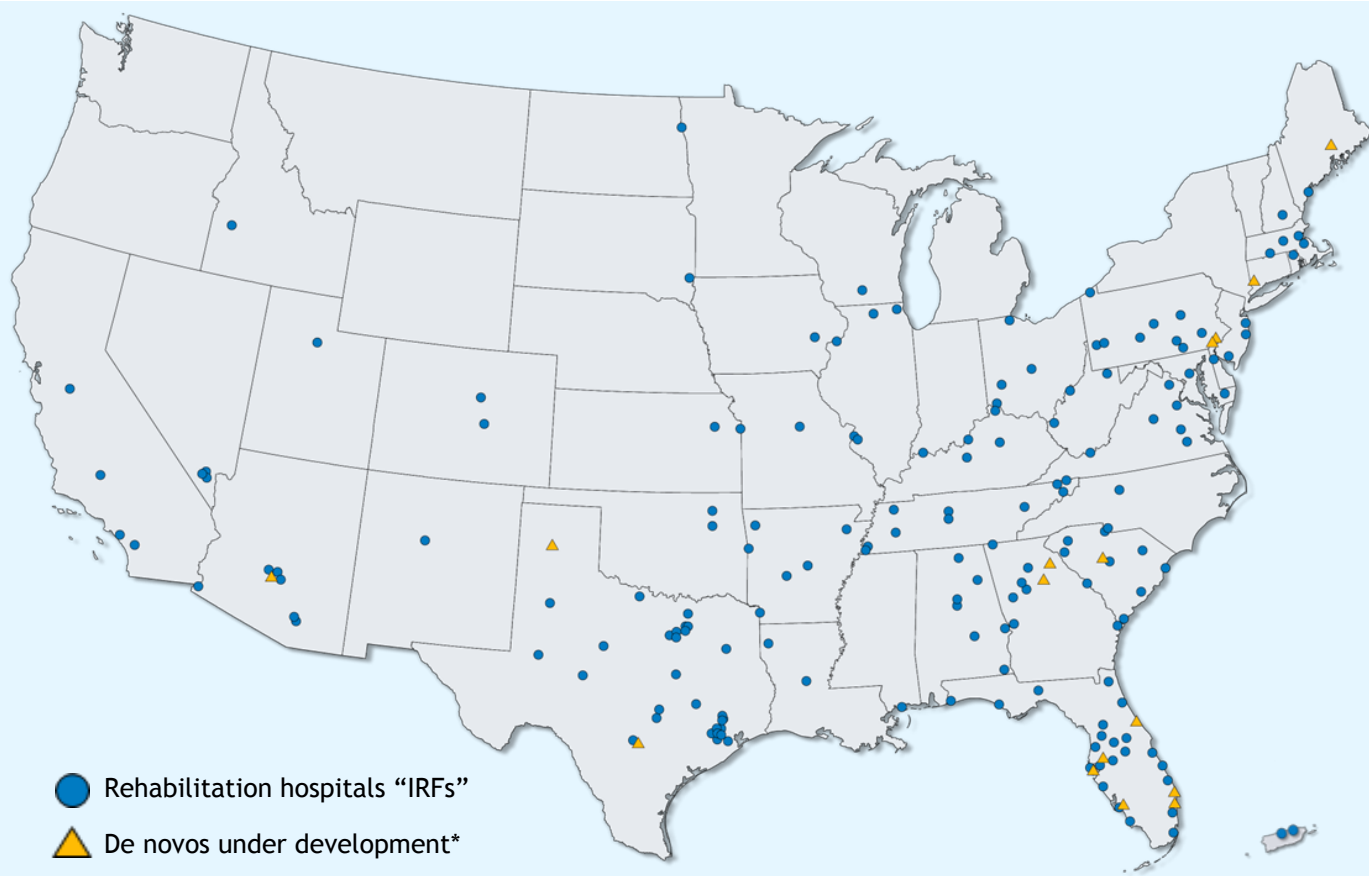 Rehabilitation hospitals “IRFs”
De novos under development*